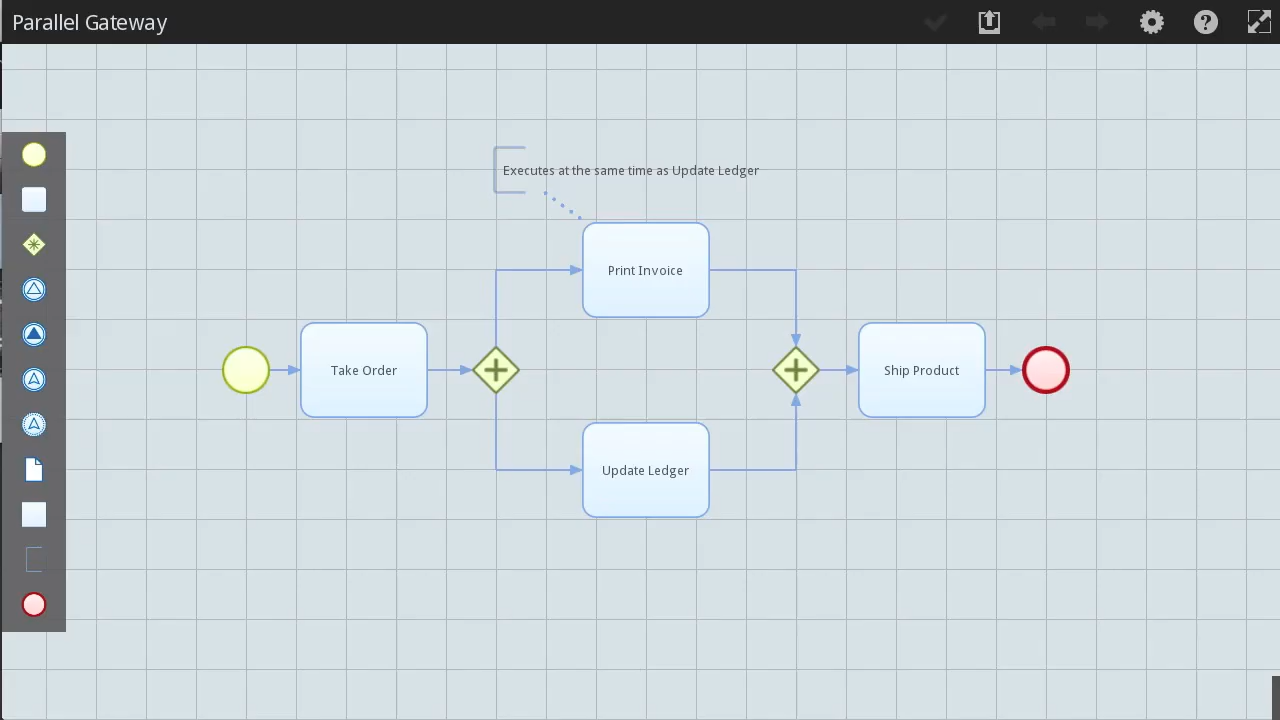 Parallel Gateway
Executes at the same time as Update Ledger
Print Invoice
Take Order
Ship Product
Update Ledger